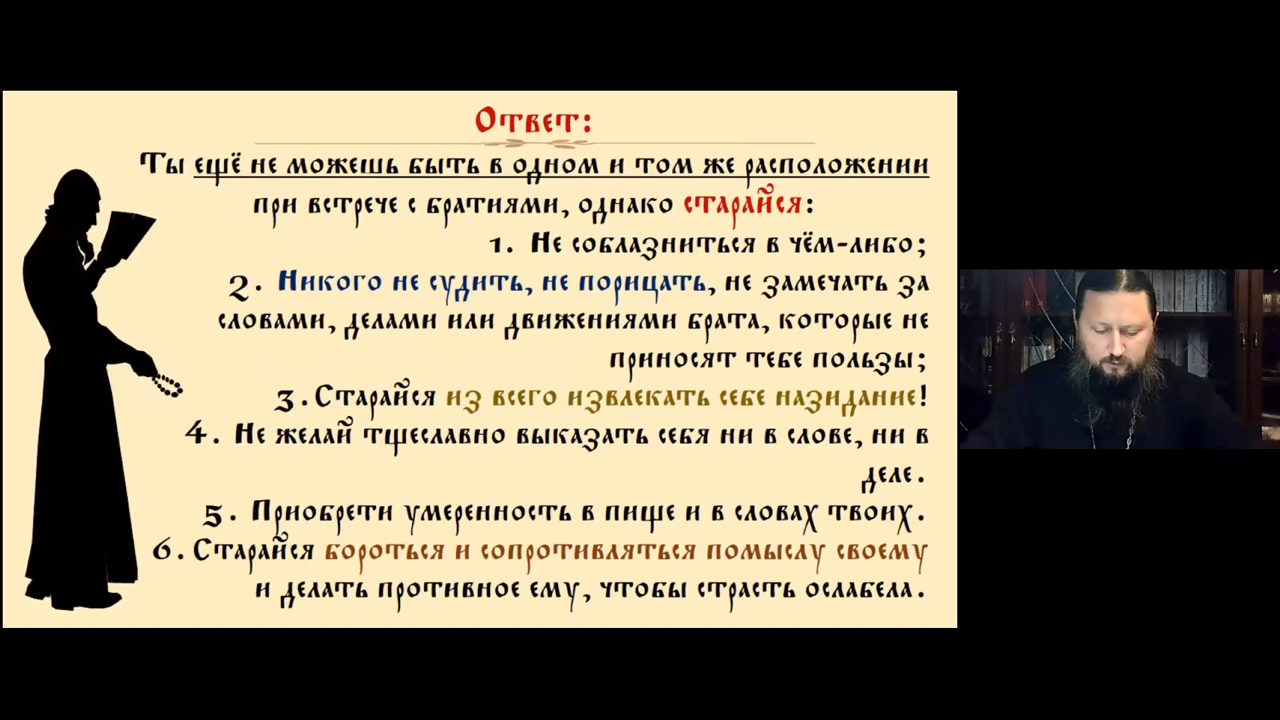 Ответ:
Ты ещё не можешь быть в одном и том же расположении
при встрече с братиями, однако старайся:
1. Не соблазниться в чём-либо;
2. Никого не судить, не порицать, не замечать за
словами, делами или движениями брата, которые не
приносят тебе пользы;
3.Старайся из всего извлекать себе назидание!
4. Не желай тщеславно выказать себя ни в слове, ни в
деле.
5. Приобрети умеренность в пище и в словах твоих.
6.Старайся бороться и сопротивляться помыслу своему
и делать противное ему, чтобы страсть ослабела.